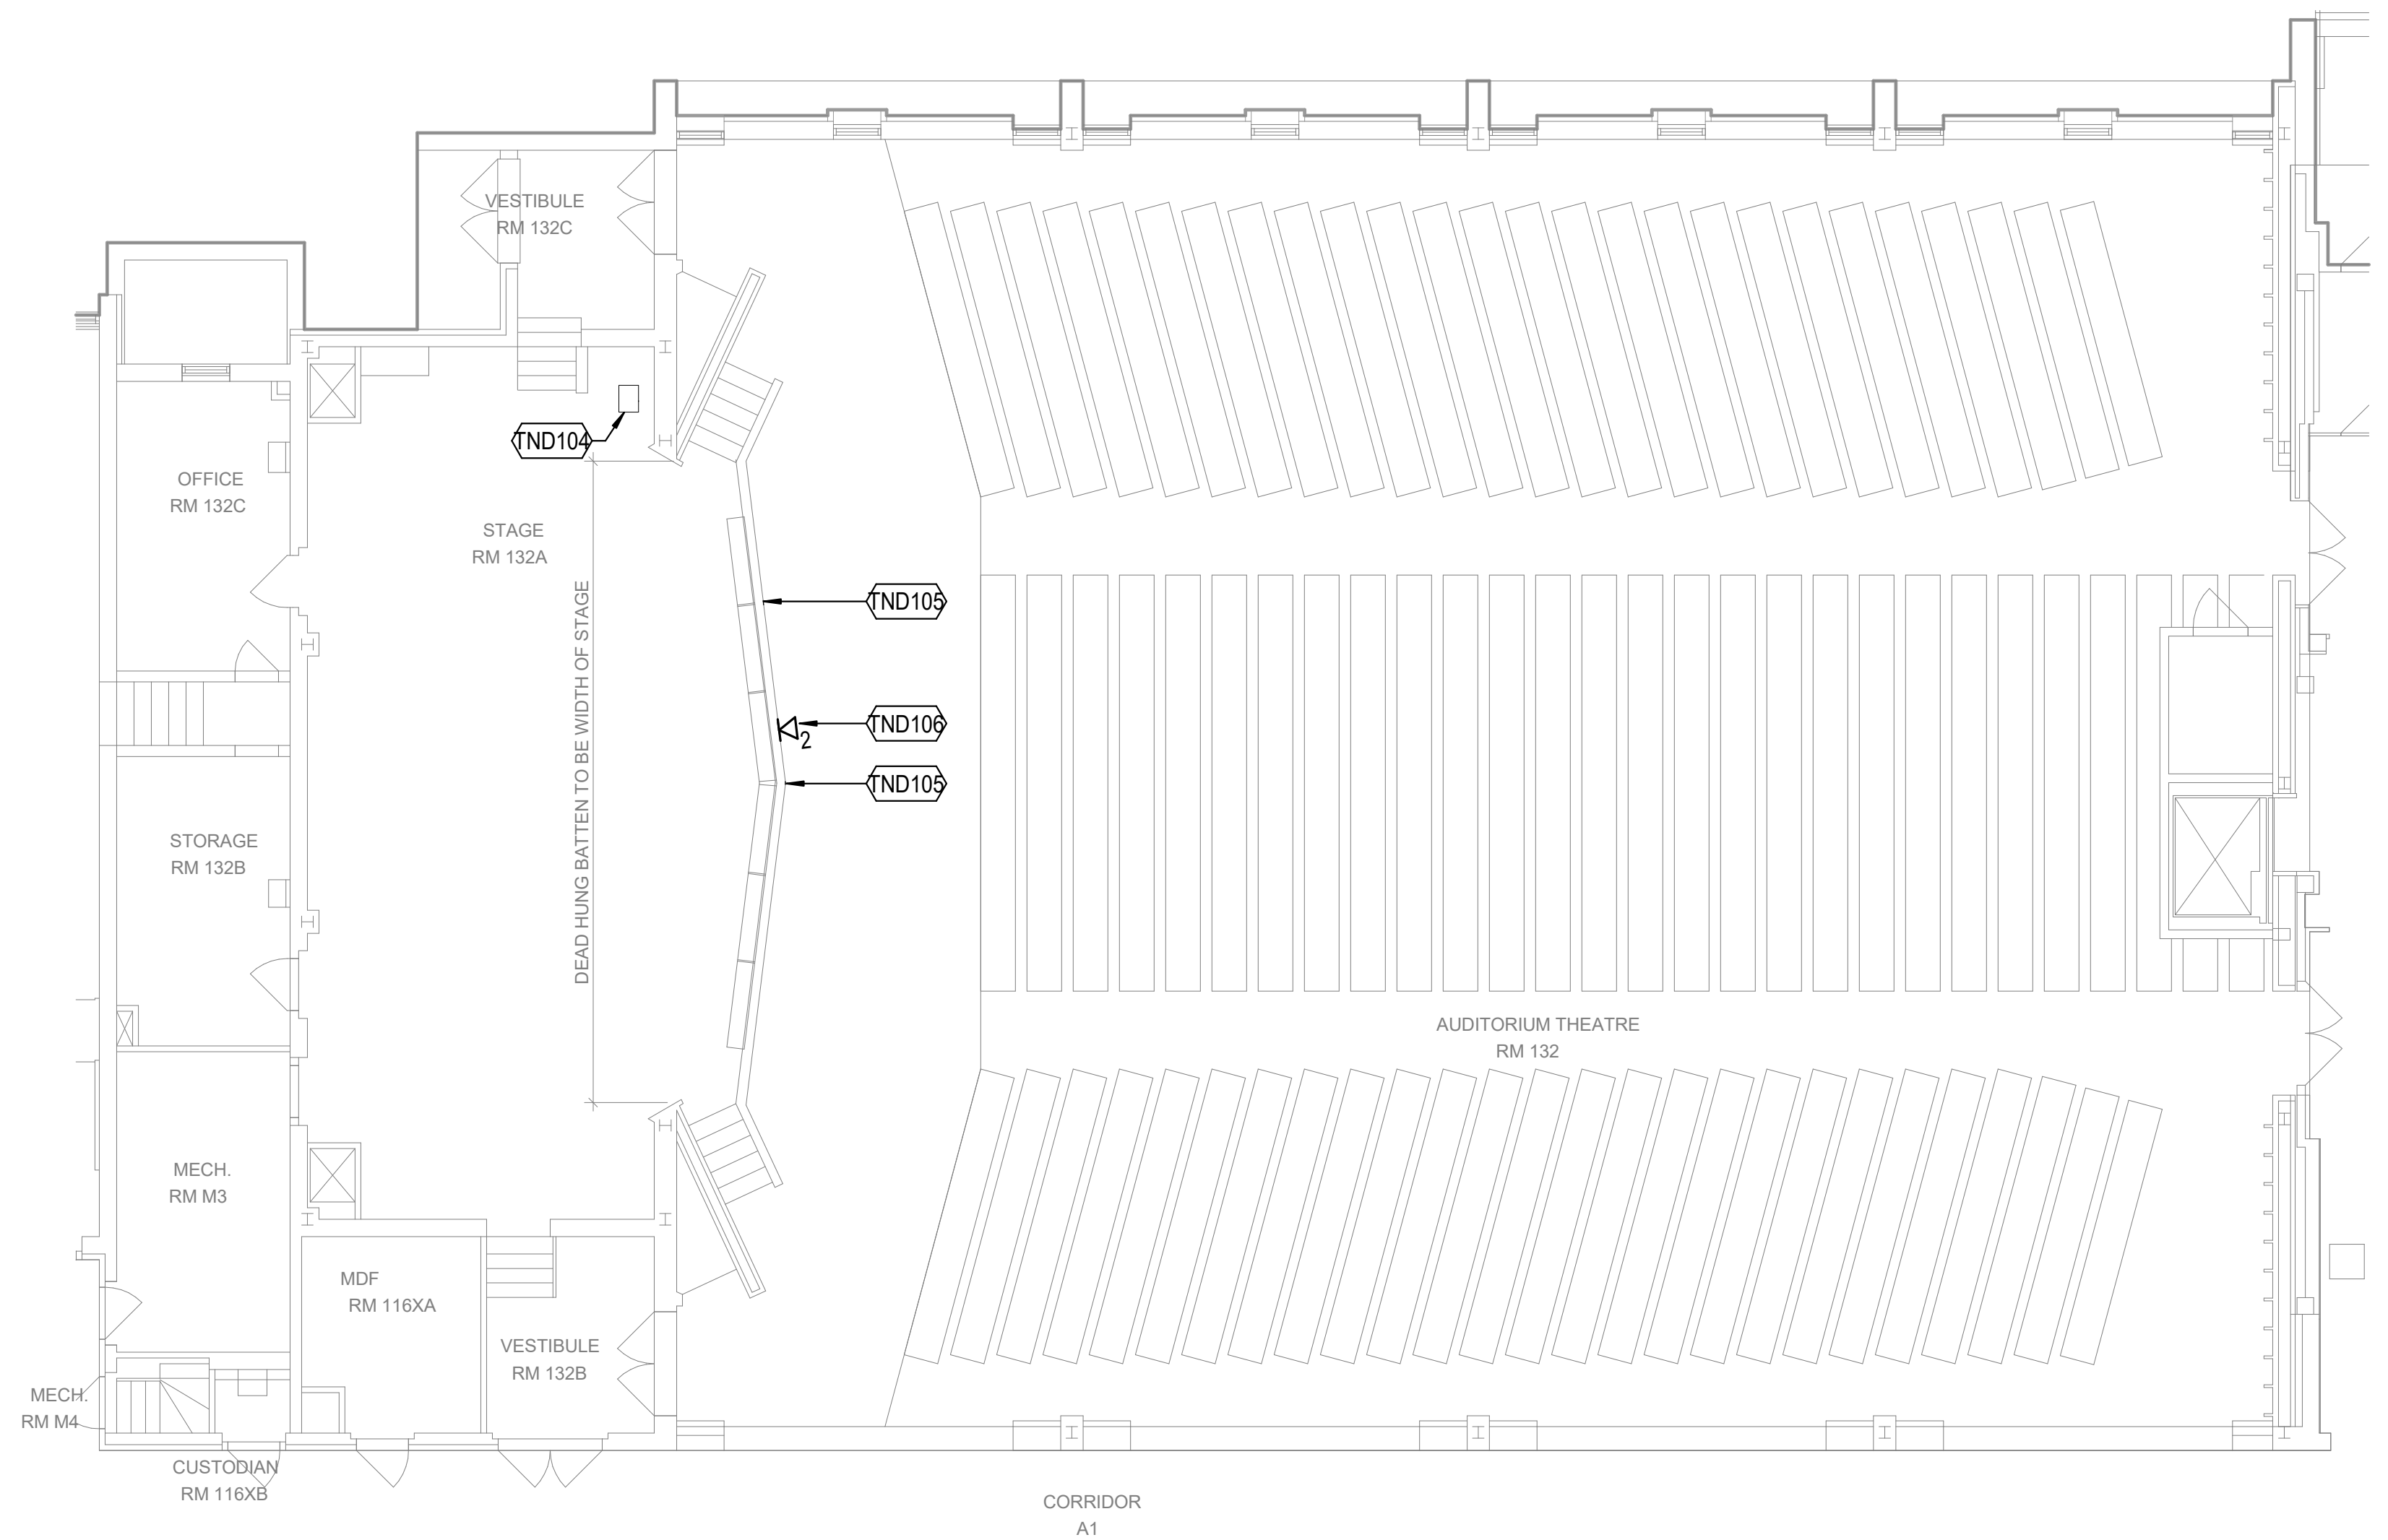 VESTIBULE
RM 132C
TND104
OFFICE
RM 132C
STAGE
RM 132A
DEAD HUNG BATTEN TO BE WIDTH OF STAGE
TND105
TND106
2
TND105
STORAGE
RM 132B
AUDITORIUM THEATRE
RM 132
MECH.
RM M3
MDF
RM 116XA
VESTIBULE
RM 132B
MECH.
RM M4
CUSTODIAN
RM 116XB
CORRIDOR
A1